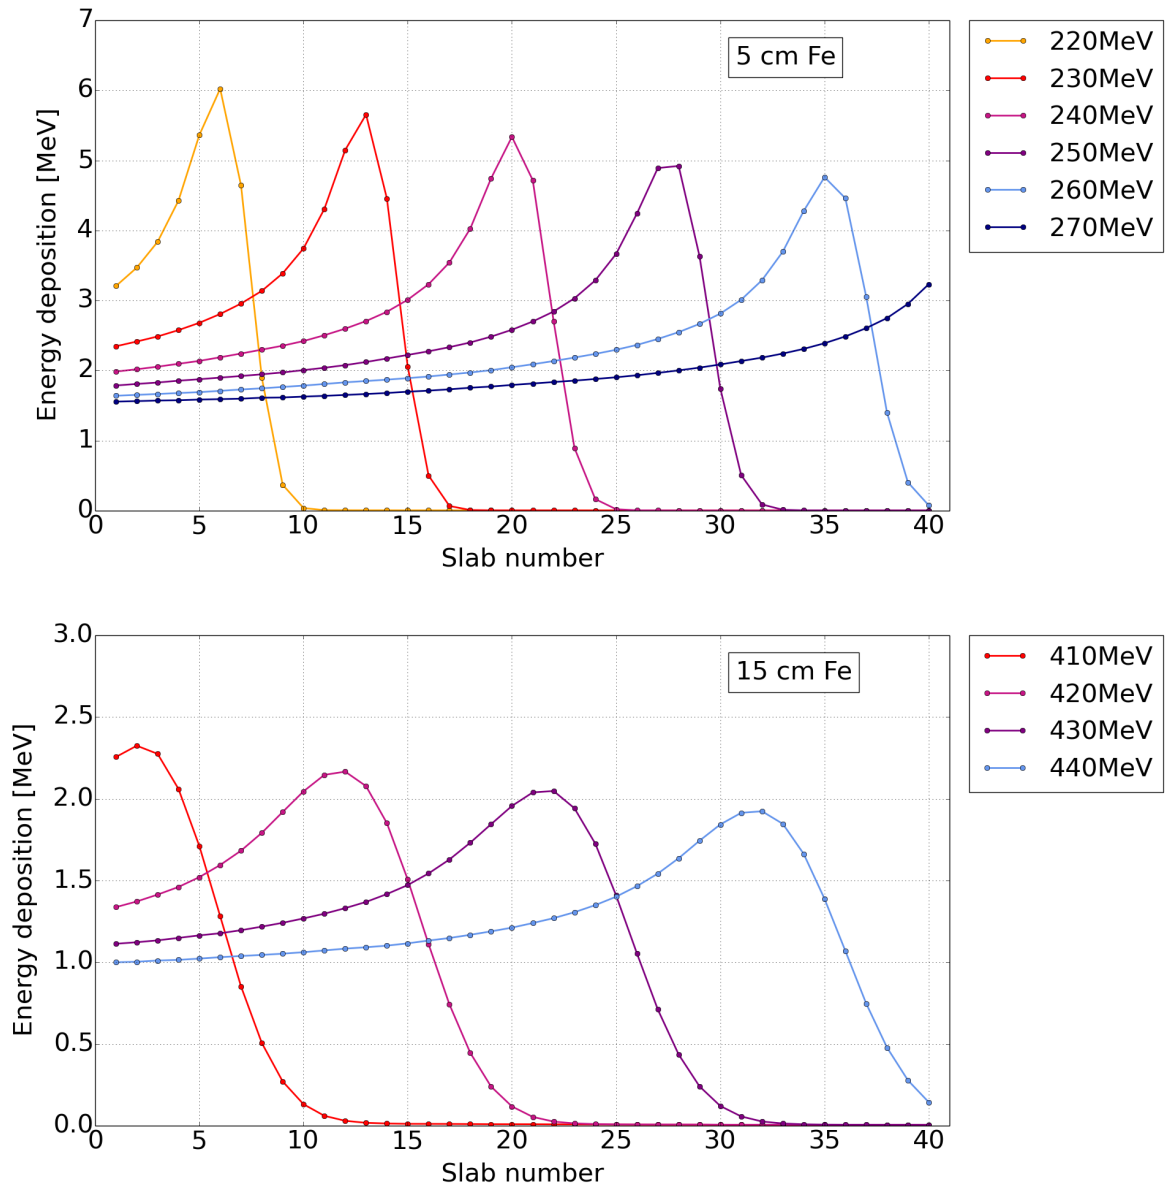 7
6
5
4
3
2
1
0
Energy deposition [MeV]
5 cm Fe
0 5 10 15 20 25 30 35 40
Slab number
220MeV
230MeV
240MeV
250MeV
260MeV
270MeV
3.0
2.5
2.0
1.5
1.0
0.5
0.0
Energy deposition [MeV]
15 cm Fe
0 5 10 15 20 25 30 35 40
Slab number
410MeV
420MeV
430MeV
440MeV